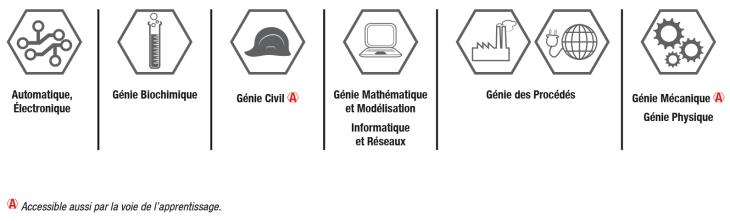 Automatique,
Électronique
Génie Biochimique
Génie Civil A
Génie Mathématique
et Modélisation
Informatique
et Réseaux
Génie des Procédés
Génie Mécanique A
Génie Physique
A Accessible aussi par la voie de l'apprentissage.